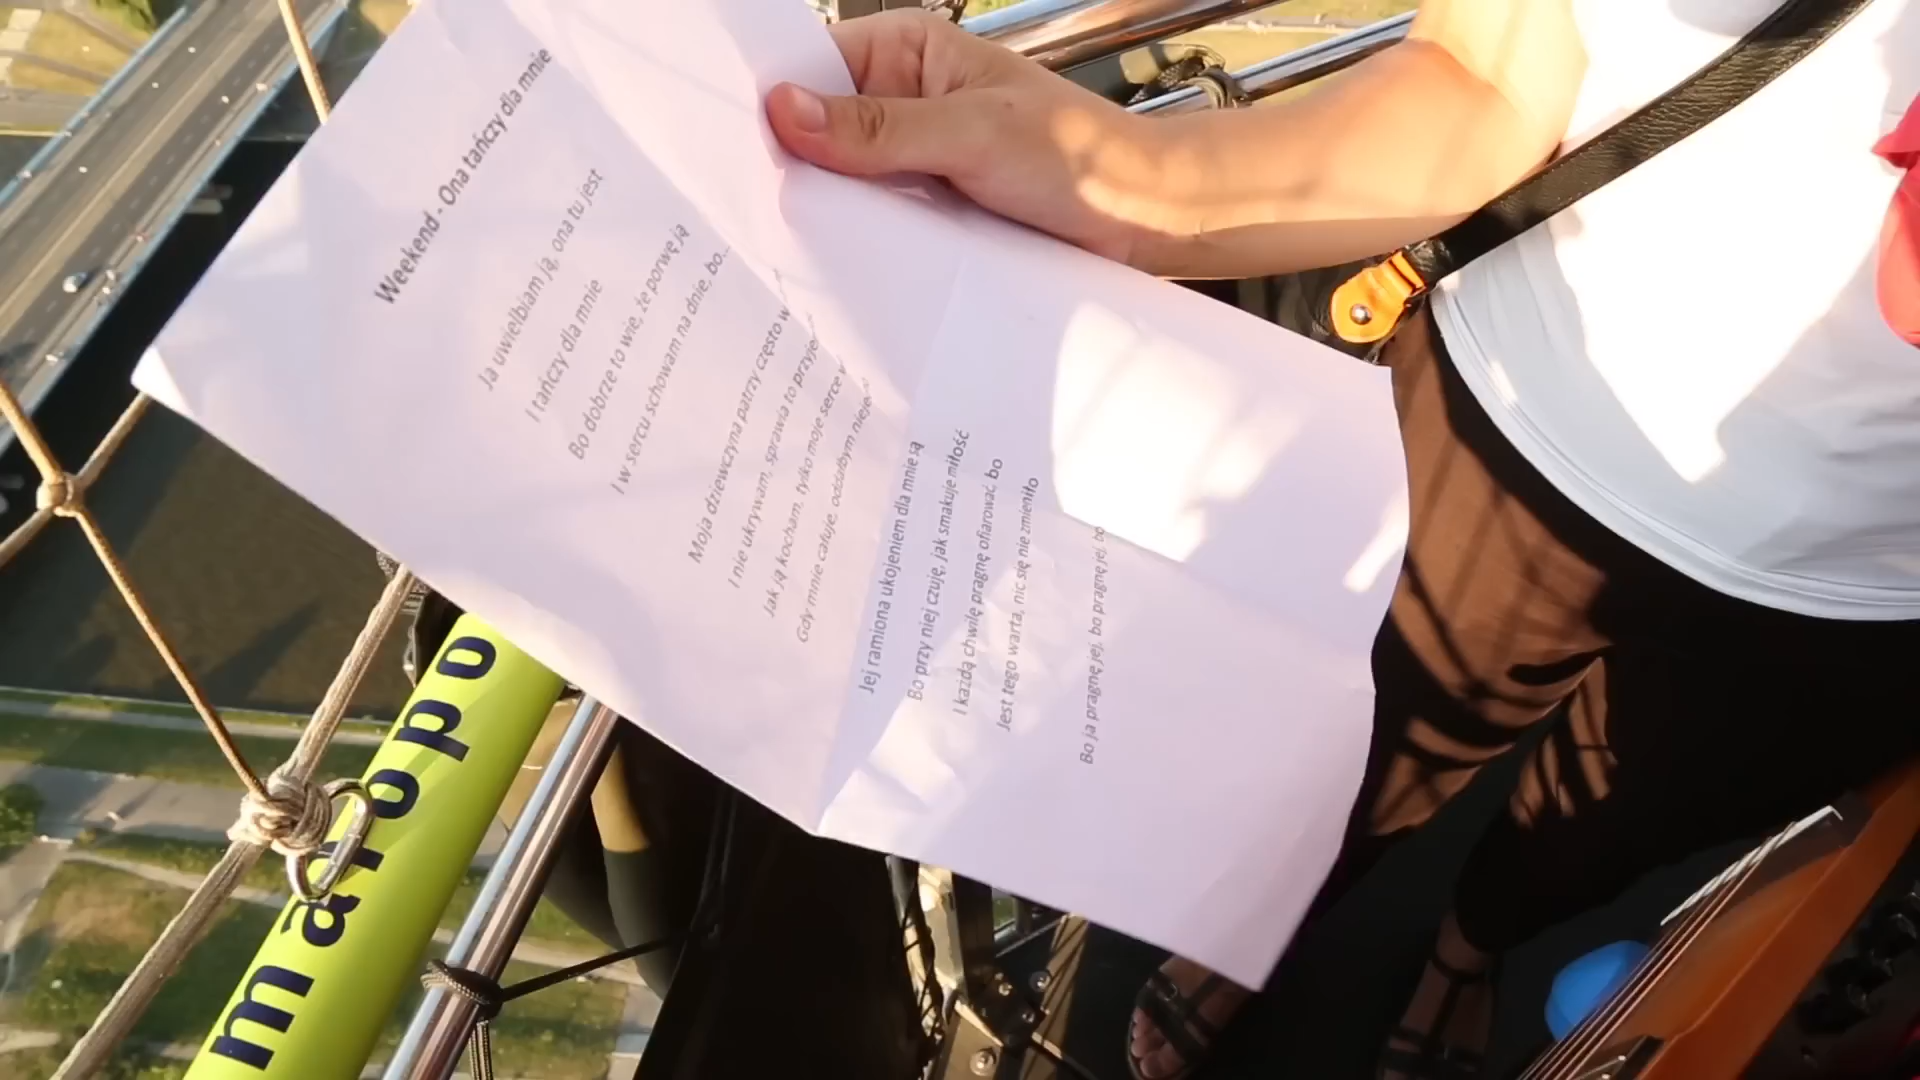 Weekend - Ona tańczy dla mnie
Ja uwielbiam ją, ona tu jest
I tańczy dla mnie
Bo dobrze to wie, że porwę ją
I w sercu schowam na dnie, bo...
Moja dziewczyna patrzy często w
I nie ukrywam, sprawia to
Jak ją kocham, tylko moje serce
Gdy mnie całuje, oddałbym
Jej ramiona ukojeniem dla mnie są
Bo przy niej czuję, jak smakuje miłość
I każdą chwilę pragnę ofiarować, bo
Jest tego warta, nic się nie zmieniło
Bo ja pragnę jej, bo pragnę jej, bo
małopo